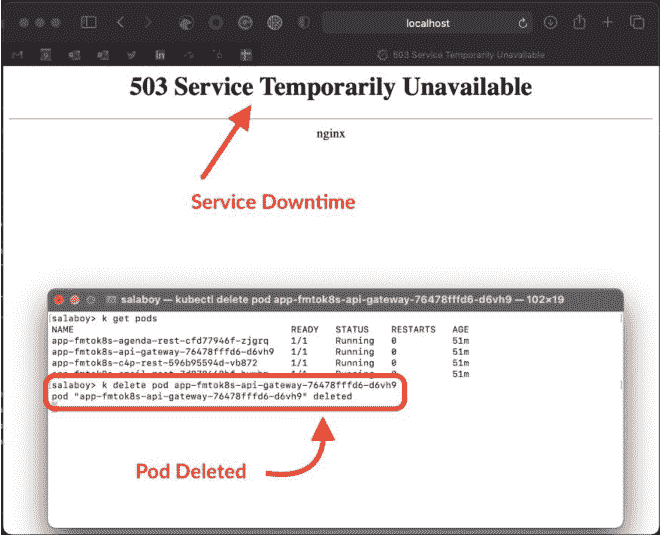 localhost
503 Service Temporarily Unavailable
503 Service Temporarily Unavailable
nginx
Service Downtime
salaboy — kubectl delete pod app-fmtok8s-api-gateway-76478fffd6-d6vh9 — 102×19
salaboy> k get pods
NAME READY STATUS RESTARTS AGE
app-fmtok8s-agenda-rest-cfd77946f-zjgrq 1/1 Running 0 51m
app-fmtok8s-api-gateway-76478fffd6-d6vh9 1/1 Running 0 51m
app-fmtok8s-c4p-rest-596b95594d-vb872 1/1 Running 0 51m
1/1 Running 0 51m
salaboy> k delete pod app-fmtok8s-api-gateway-76478fffd6-d6vh9
pod "app-fmtok8s-api-gateway-76478fffd6-d6vh9" deleted
Pod Deleted